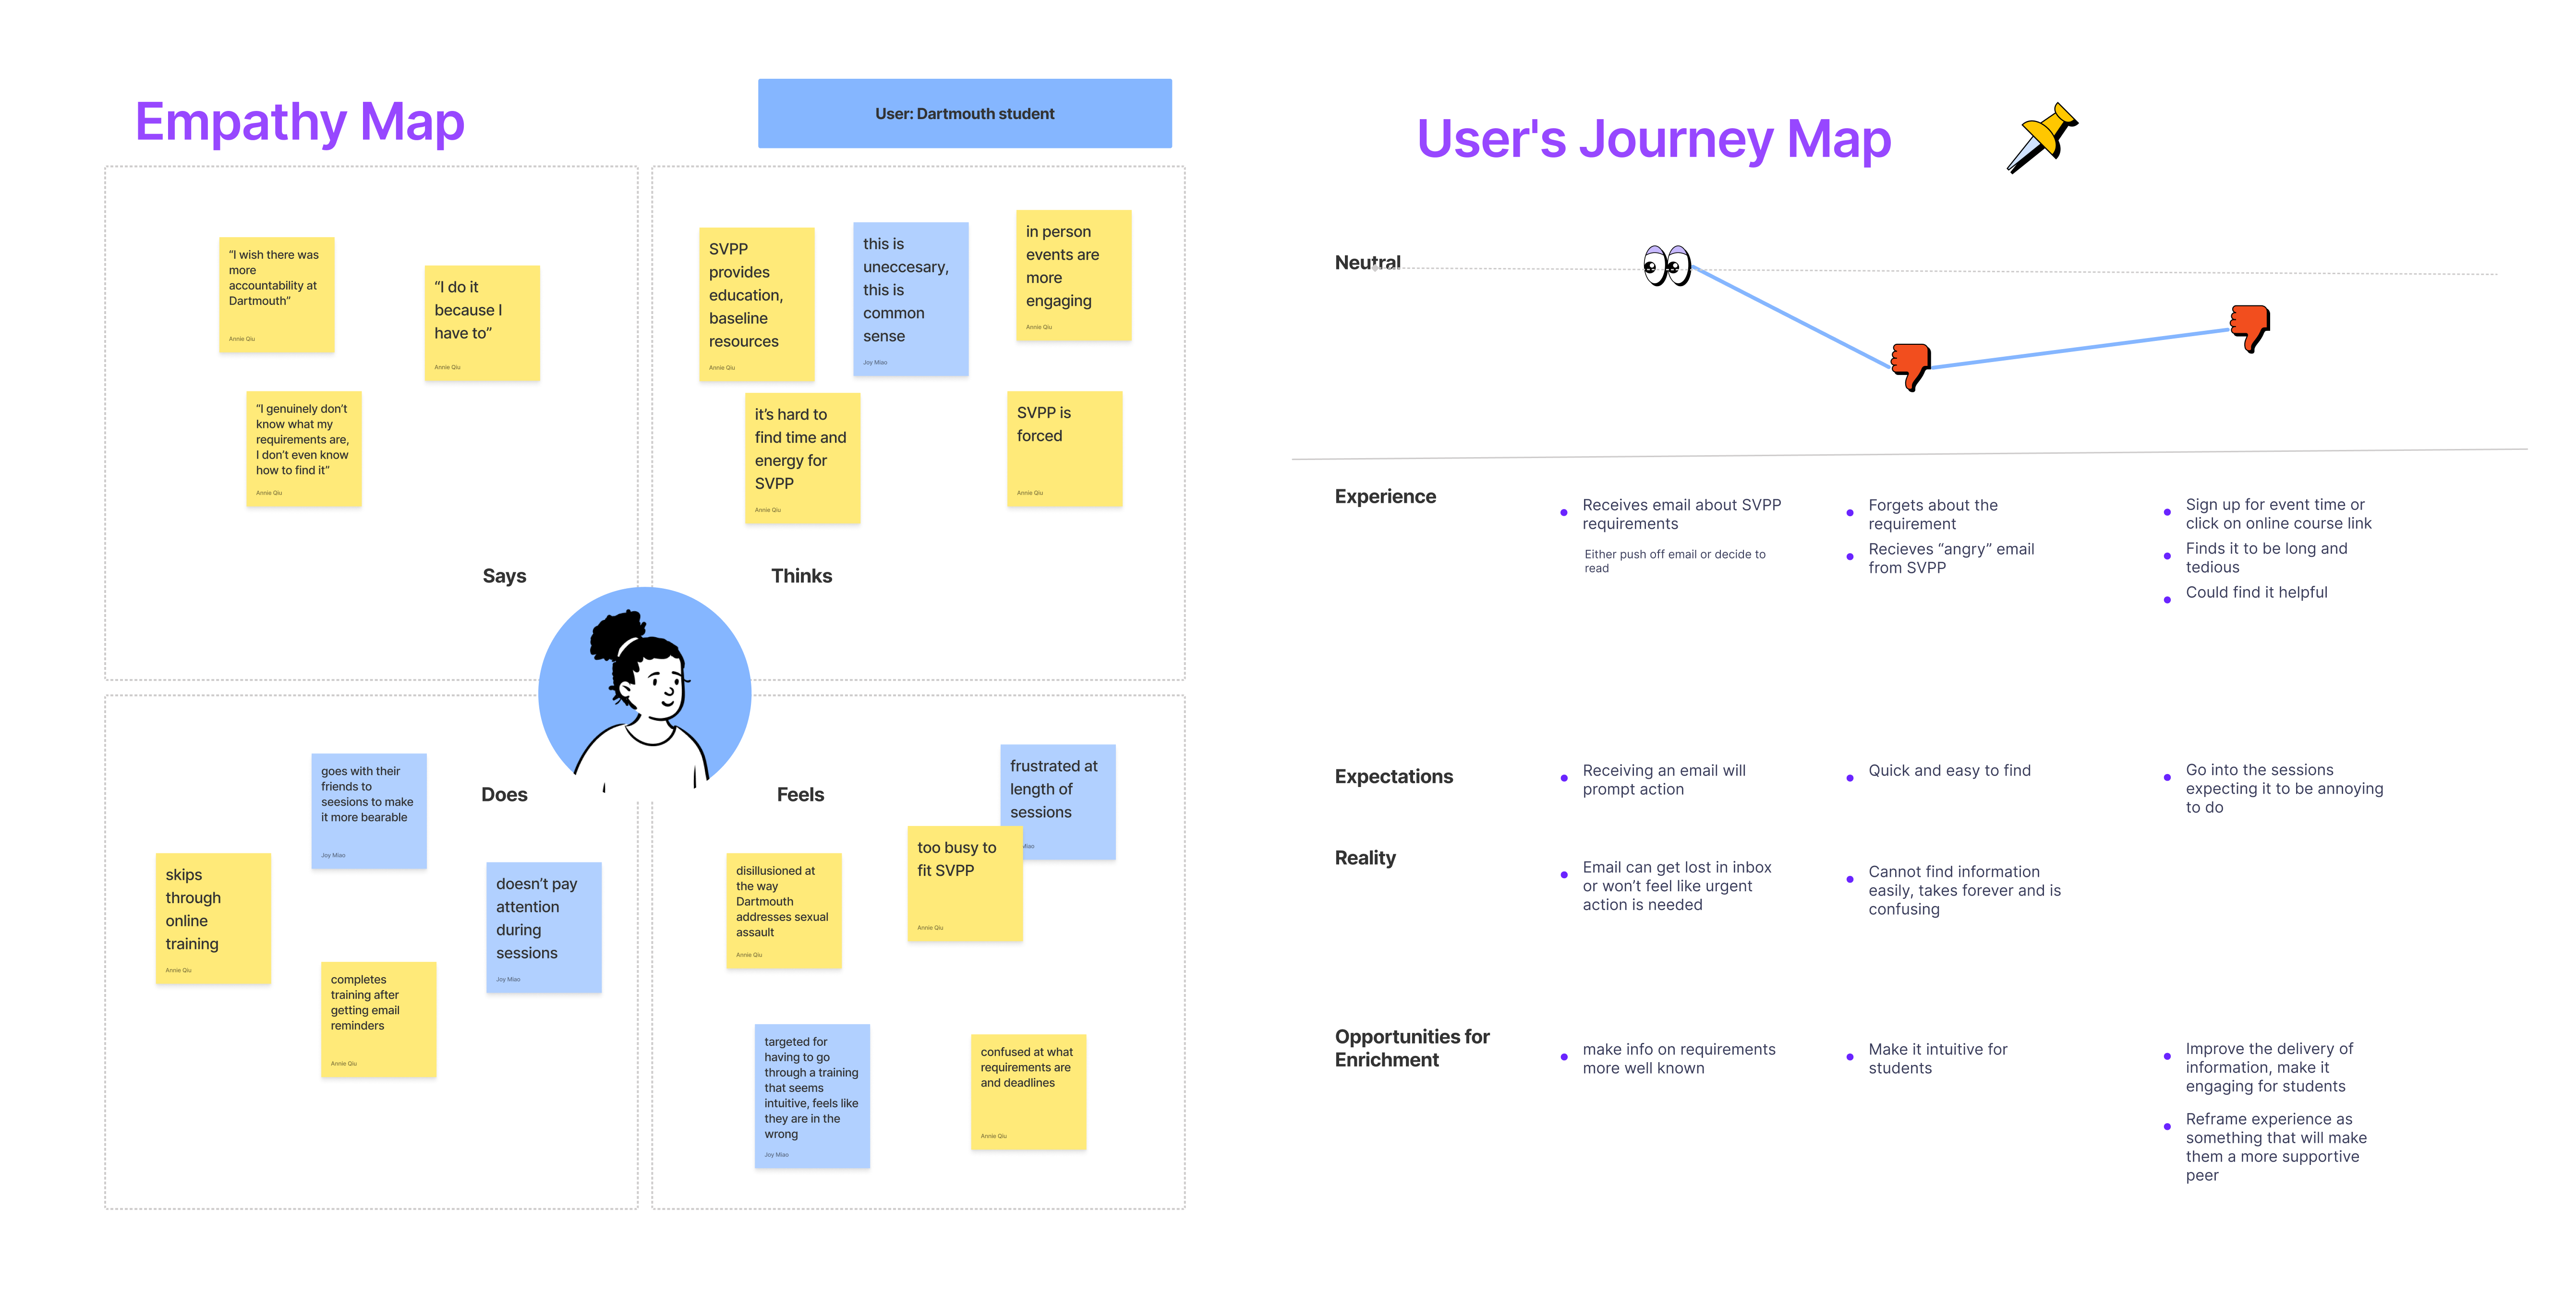 Empathy Map
User: Dartmouth student
“I wish there was
more
accountability at
Dartmouth”
Annie Qiu
“I do it
because I
have to”
Annie Qiu
“I genuinely don’t
know what my
requirements are,
I don’t even know
how to find it”
Annie Qiu
Says
SVPP
provides
education,
baseline
resources
Annie Qiu
this is
uneccesary,
this is
common
sense
Joy Miao
in person
events are
more
engaging
Annie Qiu
it’s hard to
find time and
energy for
SVPP
Annie Qiu
SVPP is
forced
Annie Qiu
Thinks
Does
goes with their
friends to
seesions to make
it more bearable
Joy Miao
skips
through
online
training
Annie Qiu
doesn’t pay
attention
during
sessions
Joy Miao
completes
training after
getting email
reminders
Annie Qiu
Feels
frustrated at
length of
sessions
Miao
too busy to
fit SVPP
Annie Qiu
disillusioned at
the way
Dartmouth
addresses sexual
assault
Annie Qiu
targeted for
having to go
through a training
that seems
intuitive, feels like
they are in the
wrong
Joy Miao
confused at what
requirements are
and deadlines
Annie Qiu
User's Journey Map
Neutral
Experience
Receives email about SVPP
requirements
Either push off email or decide to
read
Forgets about the
requirement
Recieves “angry” email
from SVPP
Sign up for event time or
click on online course link
Finds it to be long and
tedious
Could find it helpful
Expectations
Receiving an email will
prompt action
Quick and easy to find
Go into the sessions
expecting it to be annoying
to do
Reality
Email can get lost in inbox
or won’t feel like urgent
action is needed
Cannot find information
easily, takes forever and is
confusing
Opportunities for
Enrichment
make info on requirements
more well known
Make it intuitive for
students
Improve the delivery of
information, make it
engaging for students
Reframe experience as
something that will make
them a more supportive
peer